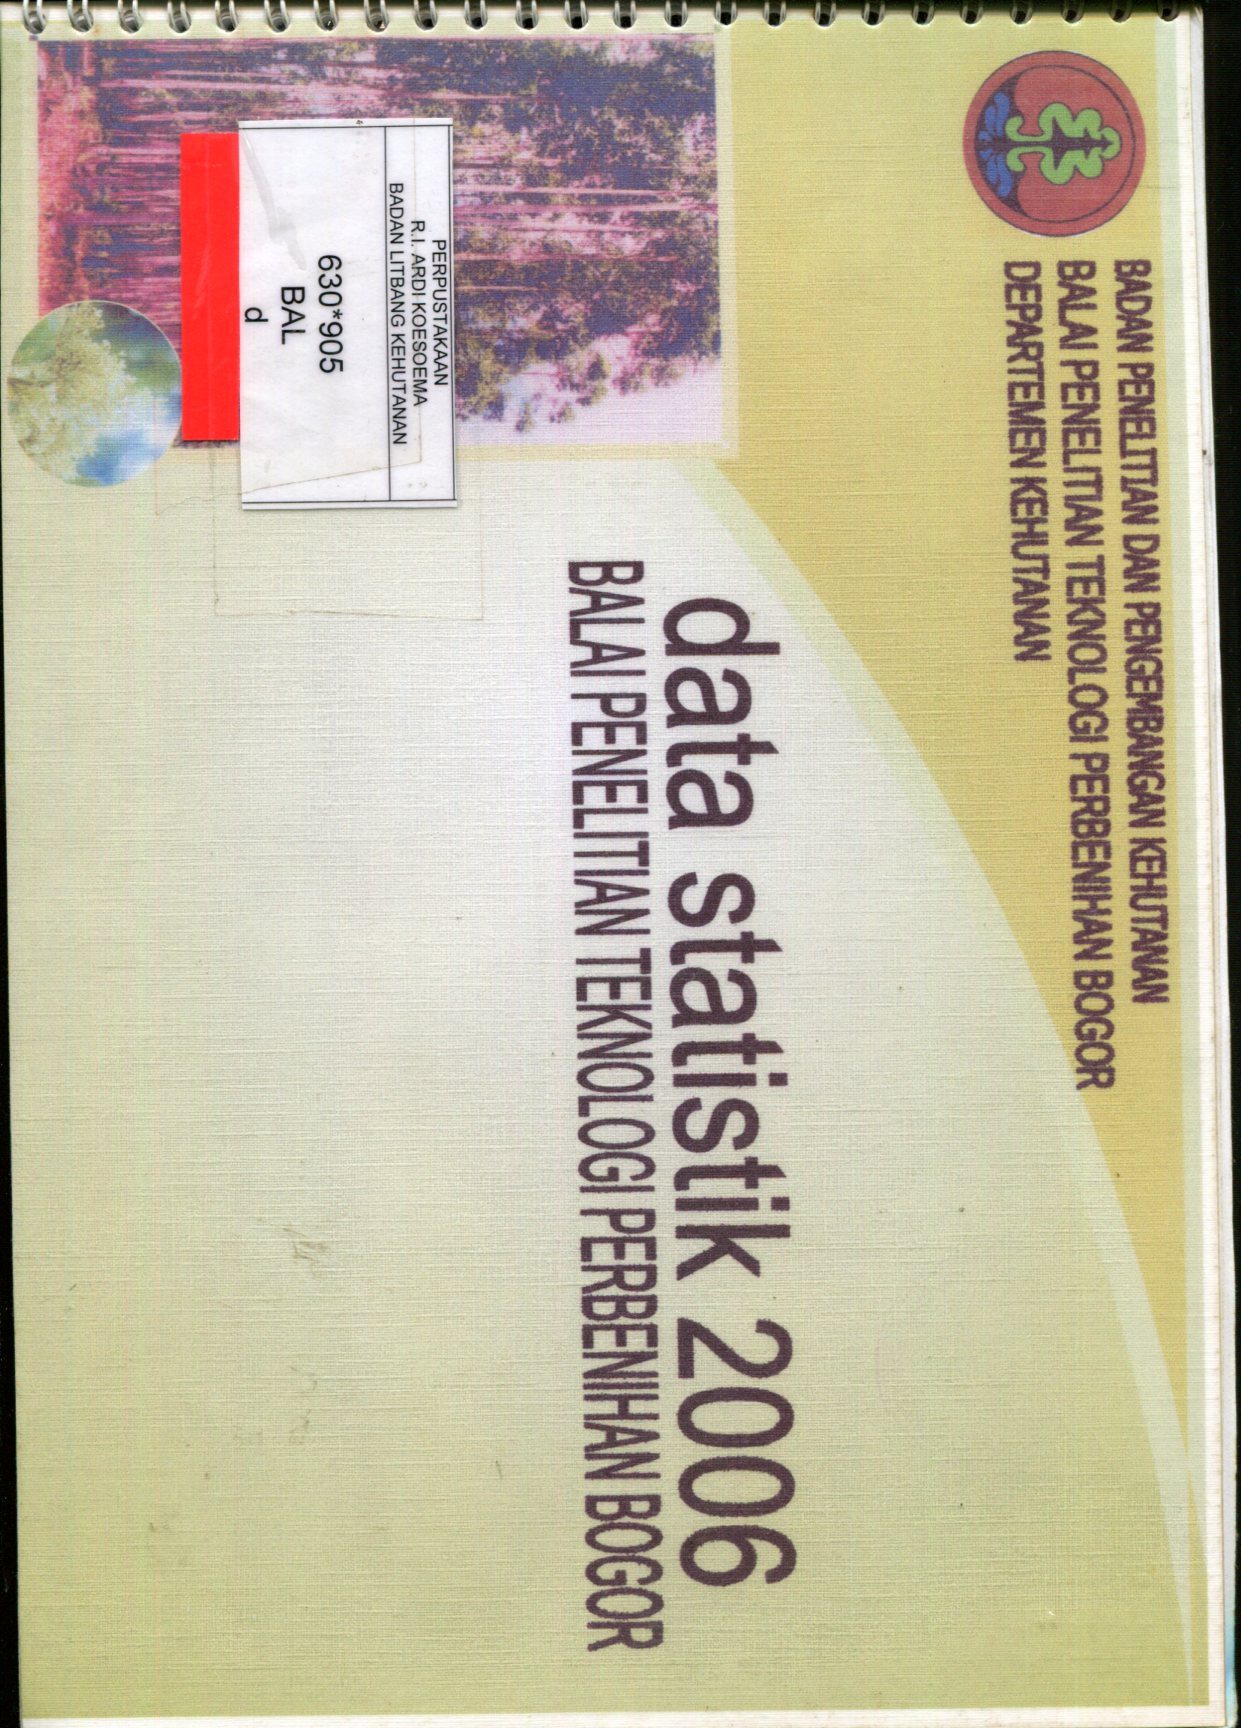 BADAN PENELITIAN DAN PENGEMBANGAN KEHUTANAN
BALAI PENELITIAN TEKNOLOGI PERBENIHAN BOGOR
DEPARTEMEN KEHUTANAN
data statistik 2006
BALAI PENELITIAN TEKNOLOGI PERBENIHAN BOGOR
PERPUSTAKAAN
R.I. ARDI KOESOEMA
BADAN LITBANG KEHUTANAN
630*905
BAL
d